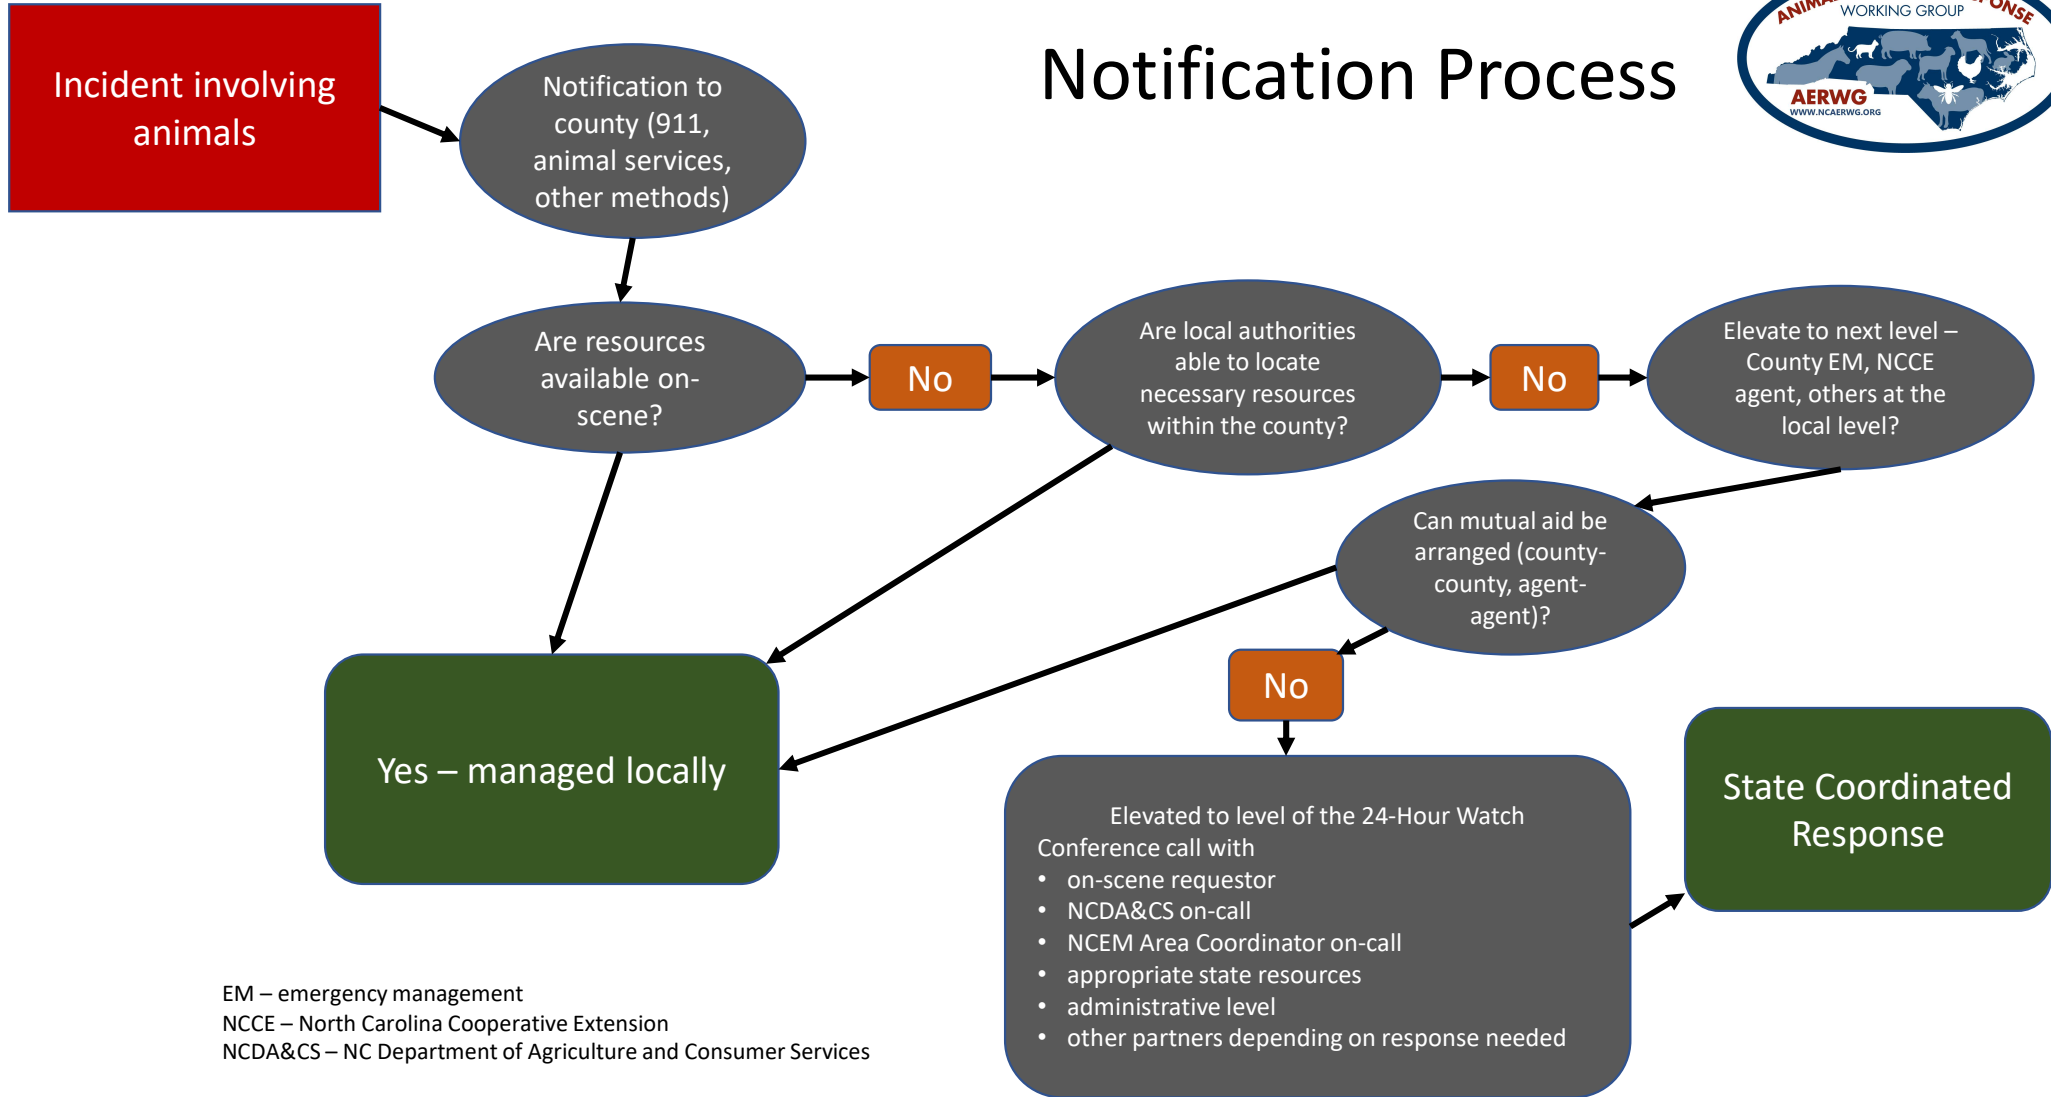 Notification Process
ANIMAL
WORKING GROUP
AERWG
WWW.NCAERWG.ORG
Incident involving
animals
Notification to
county (911,
animal services,
other methods)
Are resources
available on-
scene?
No
Are local authorities
able to locate
necessary resources
within the county?
No
Elevate to next level –
County EM, NCCE
agent, others at the
local level?
Can mutual aid be
arranged (county-
county, agent-
agent)?
No
Yes – managed locally
Elevated to level of the 24-Hour Watch
Conference call with
• on-scene requestor
• NCDA&CS on-call
• NCEM Area Coordinator on-call
• appropriate state resources
• administrative level
• other partners depending on response needed
State Coordinated
Response
EM – emergency management
NCCE – North Carolina Cooperative Extension
NCDA&CS – NC Department of Agriculture and Consumer Services